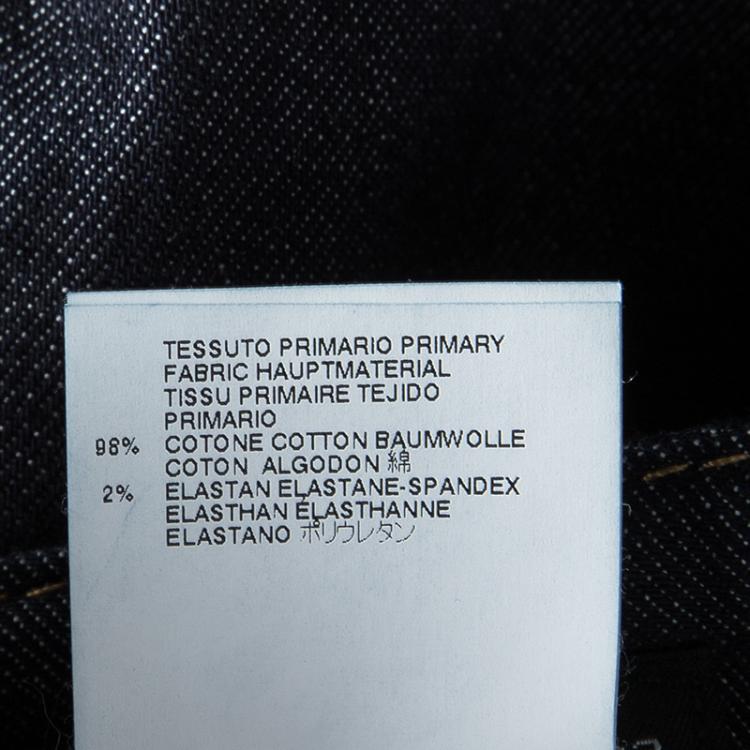 TESSUTO PRIMARIO PRIMARY
FABRIC HAUPTMATERIAL
TISSU PRIMAIRE TEJIDO
PRIMARIO
98% COTONE COTTON BAUMWOLLE
COTON ALGODON 綿
2% ELASTAN ELASTANE-SPANDEX
ELASTHAN ÉLASTHANNE
ELASTANO ポリウレタン